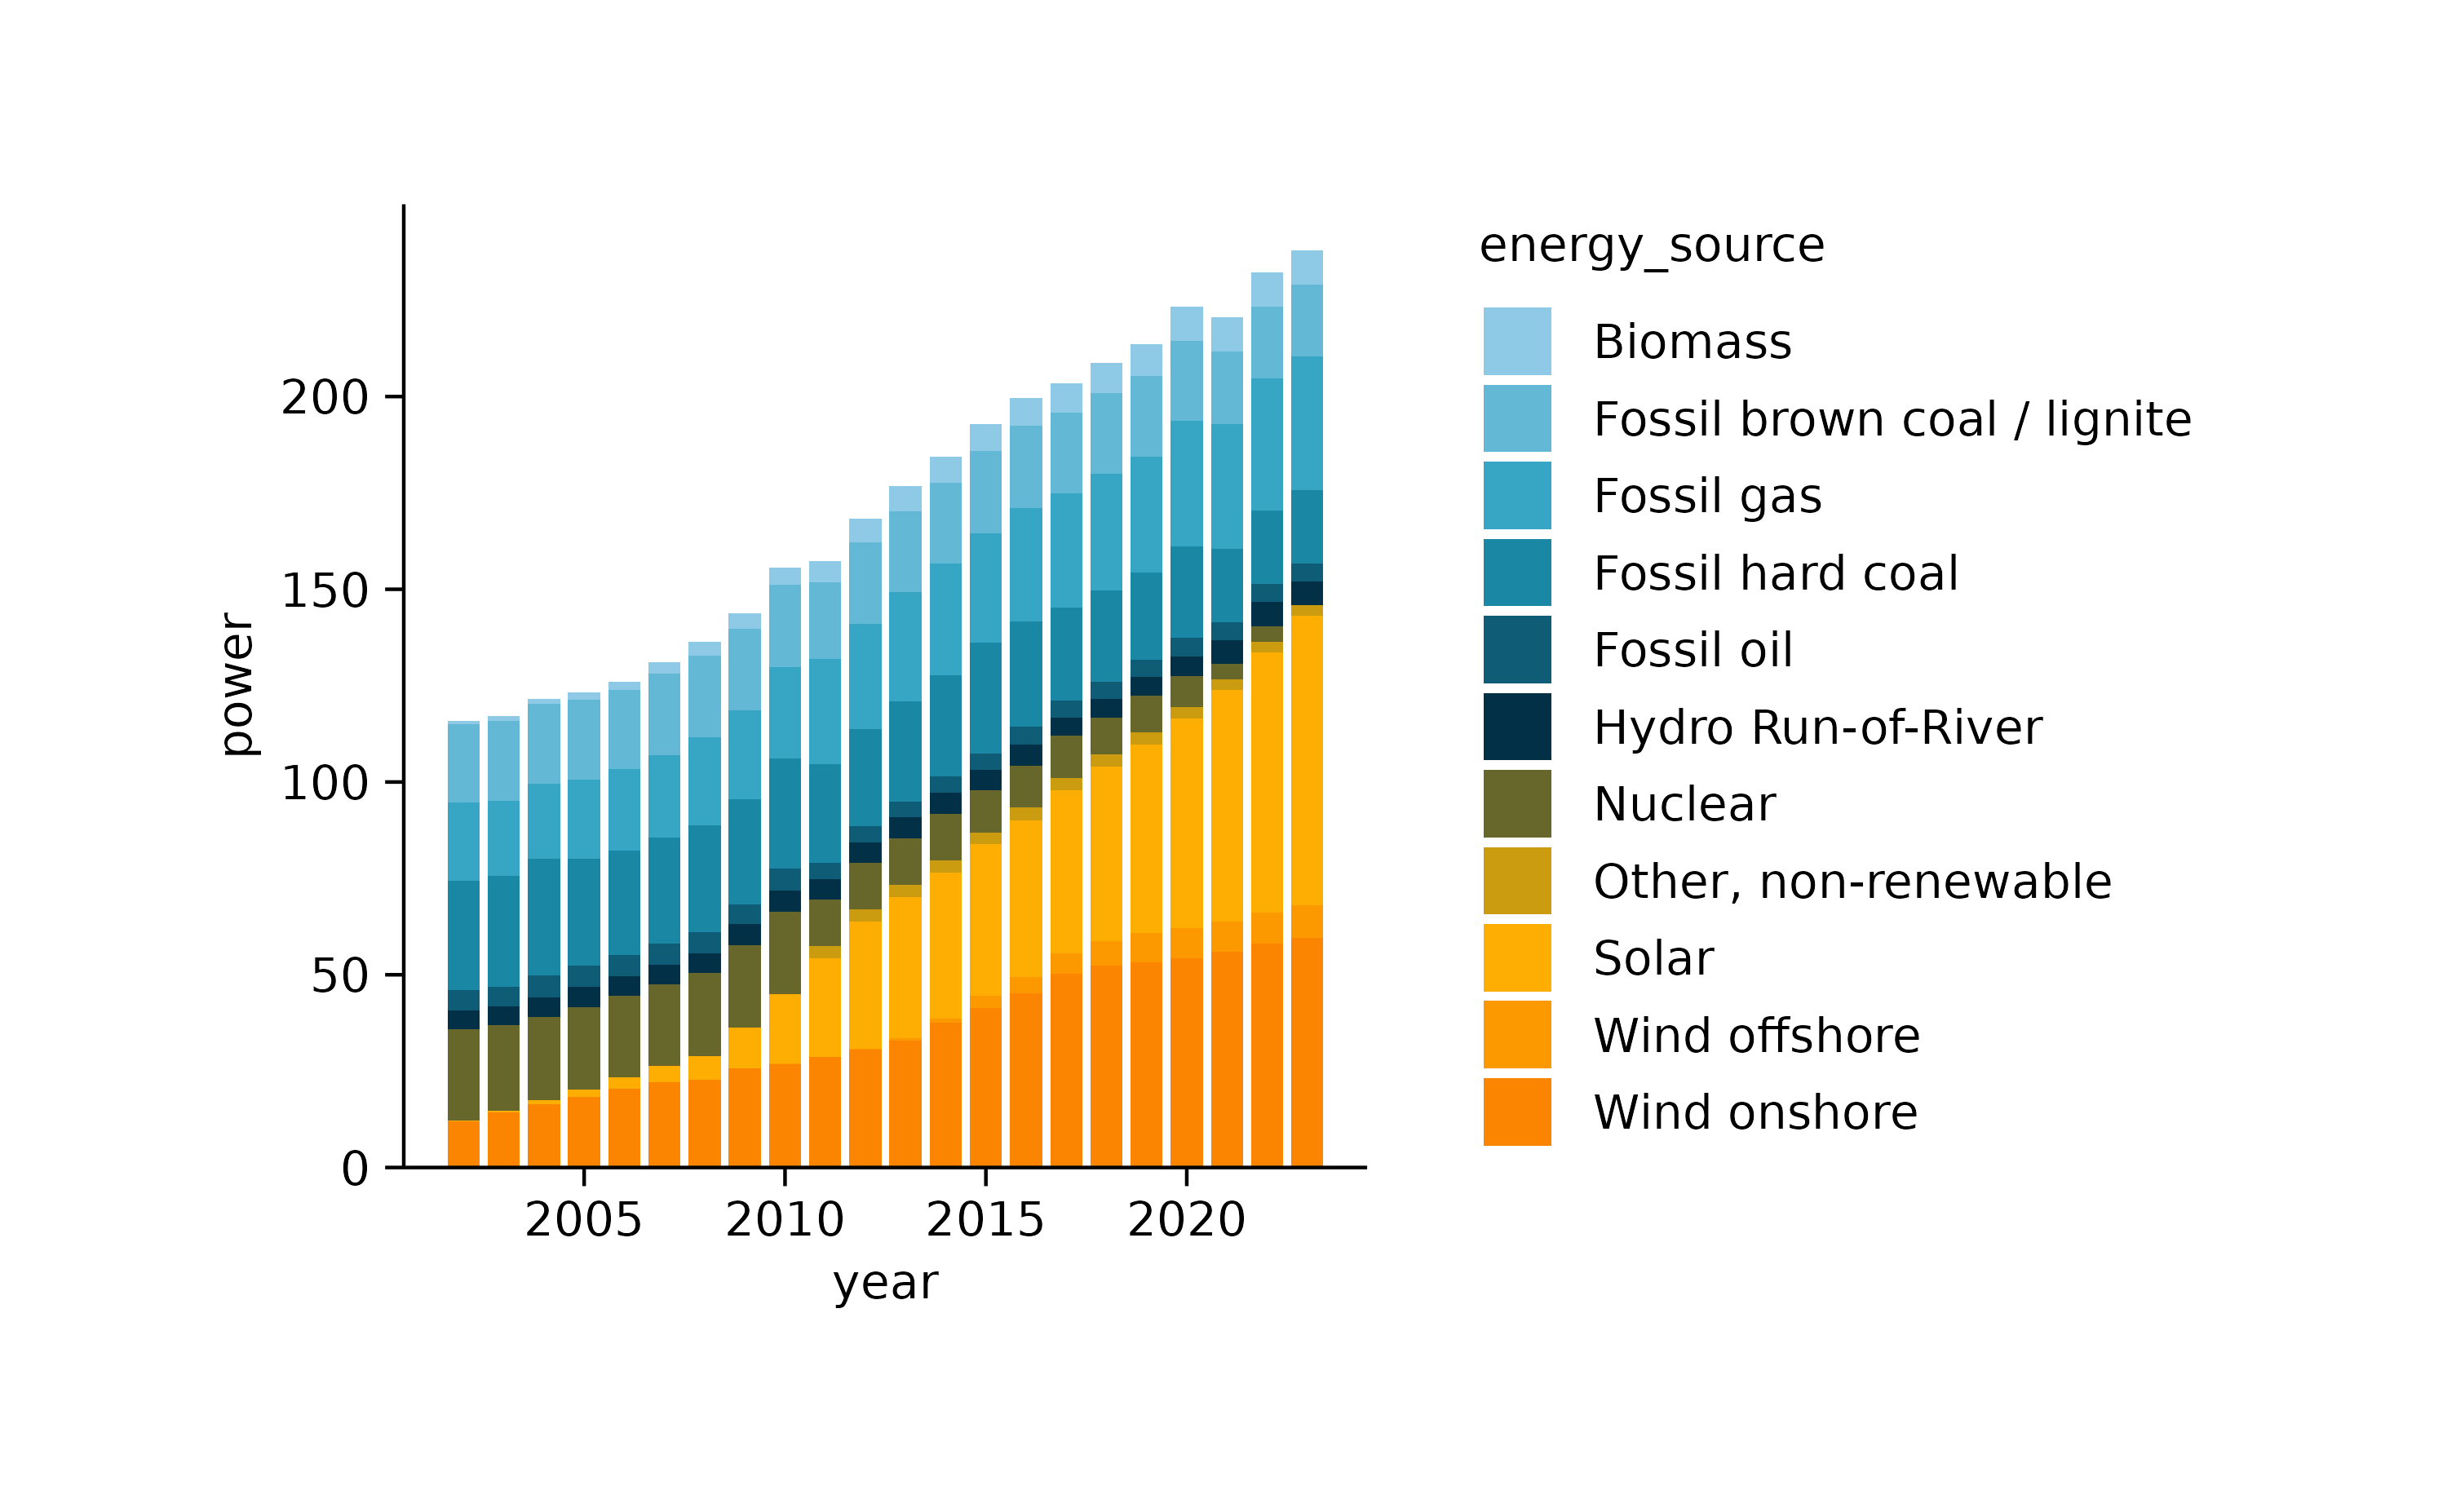 energy_source
Biomass
Fossil brown coal / lignite
Fossil gas
Fossil hard coal
Fossil oil
Hydro Run-of-River
Nuclear
Other, non-renewable
Solar
Wind offshore
Wind onshore
power
200
150
100
50
0
2005 2010 2015 2020
year